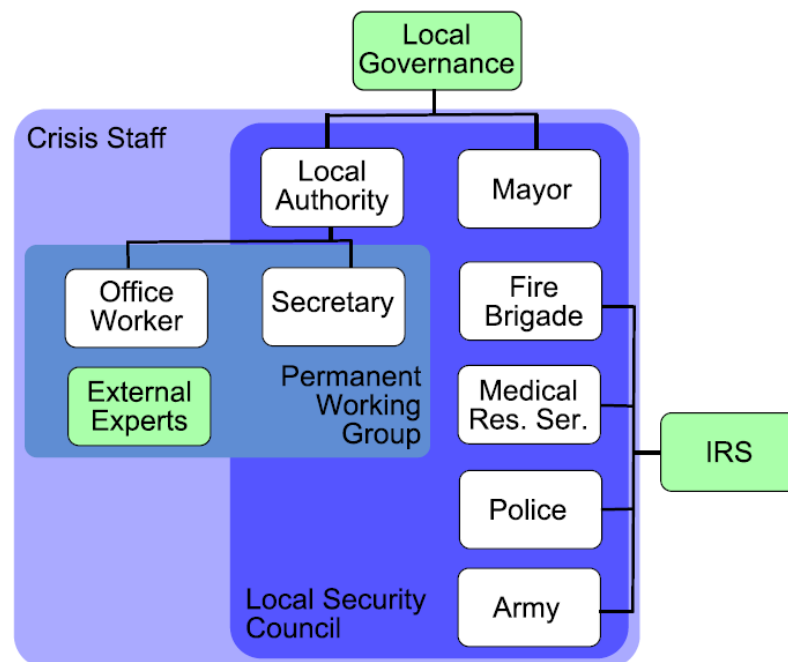 Local
Governance
Crisis Staff
Local
Authority
Mayor
Office
Worker
Secretary
Fire
Brigade
External
Experts
Permanent
Working
Group
Medical
Res. Ser.
IRS
Police
Local Security
Council
Army